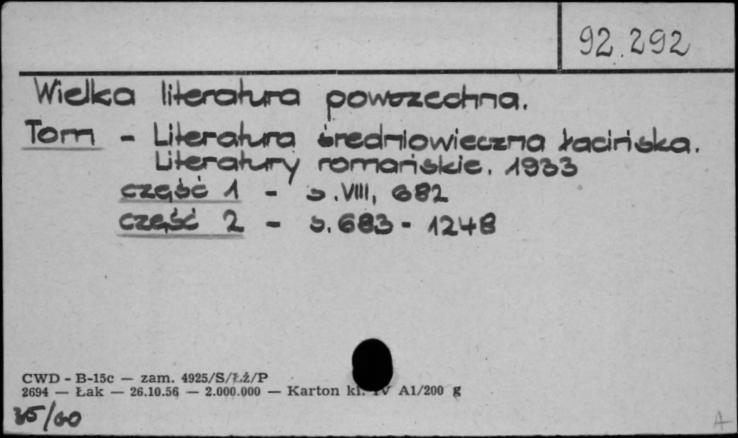 92.292
Wielka literatura powszechna.
Tom - Literatura średniowieczna łacińska.
Literatury romańskie. 1933
część 1 - s. VIII, 682
część 2 - s. 683 - 1248
CWD - B-15c — zam. 4925/S/Łż/P
2694 — Łak — 26.10.56 — 2.000.000 — Karton kl. IV A1/200 g
35/60
A